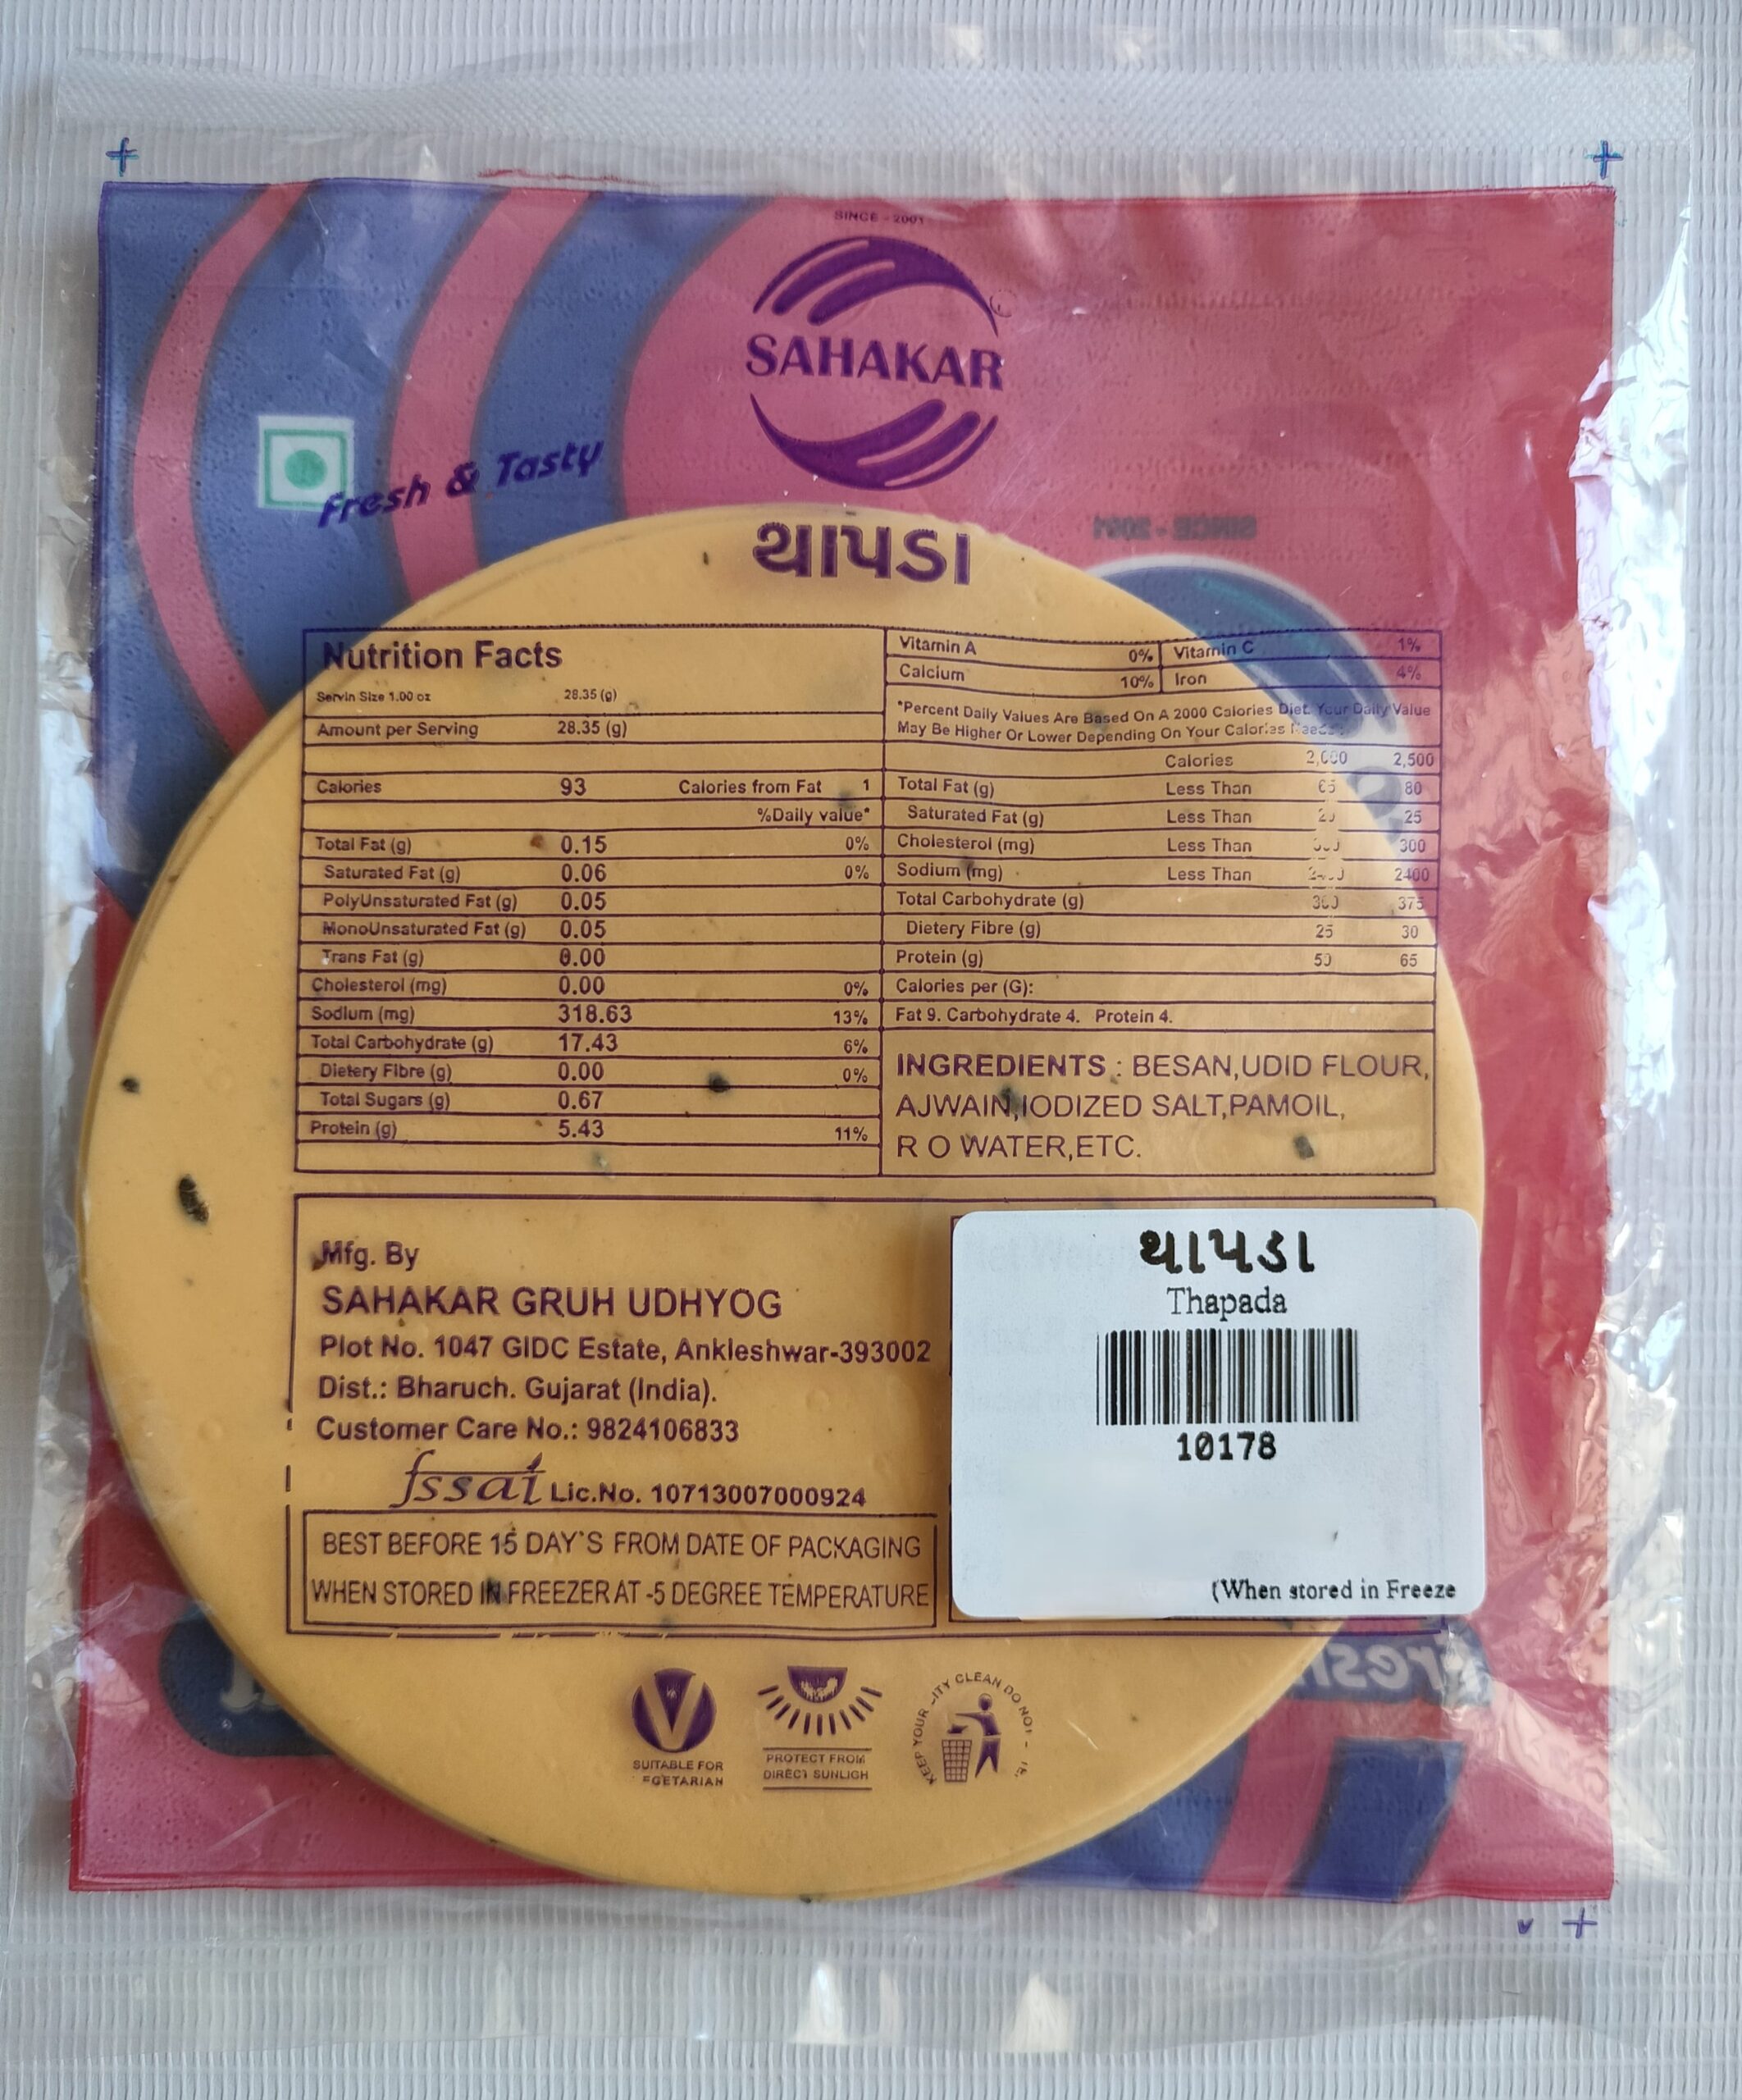 SINCE - 2001
SAHAKAR
Fresh & Tasty
થાપડા
Nutrition Facts
Servin Size 1.00 oz 28.35 (g)
Amount per Serving 28.35 (g)
Calories 93 Calories from Fat 1
%Daily value*
Total Fat (g) 0.15 0%
Saturated Fat (g) 0.06 0%
PolyUnsaturated Fat (g) 0.05
MonoUnsaturated Fat (g) 0.05
Trans Fat (g) 0.00
Cholesterol (mg) 0.00 0%
Sodium (mg) 318.63 13%
Total Carbohydrate (g) 17.43 6%
Dietery Fibre (g) 0.00 0%
Total Sugars (g) 0.67
Protein (g) 5.43 11%
Vitamin A 0% Vitamin C 1%
Calcium 10% Iron 4%
*Percent Daily Values Are Based On A 2000 Calories Diet. Your Daily Value
May Be Higher Or Lower Depending On Your Calories
Calories 2,000 2,500
Total Fat (g) Less Than 80
Saturated Fat (g) Less Than 25
Cholesterol (mg) Less Than 300
Sodium (mg) Less Than 2400
Total Carbohydrate (g) 375
Dietery Fibre (g) 25 30
Protein (g) 50 65
Calories per (G):
Fat 9. Carbohydrate 4. Protein 4.
INGREDIENTS : BESAN,UDID FLOUR,
AJWAIN,IODIZED SALT,PAMOIL,
R O WATER,ETC.
Mfg. By
SAHAKAR GRUH UDHYOG
Plot No. 1047 GIDC Estate, Ankleshwar-393002
Dist.: Bharuch. Gujarat (India).
Customer Care No.: 9824106833
fssai Lic.No. 10713007000924
BEST BEFORE 15 DAY'S FROM DATE OF PACKAGING
WHEN STORED IN FREEZER AT -5 DEGREE TEMPERATURE
થાપડા
Thapada
10178
(When stored in Freeze
SUITABLE FOR
PROTECT FROM
DIRECT SUNLIGH
KEEP YOUR CLEAN DO NOT